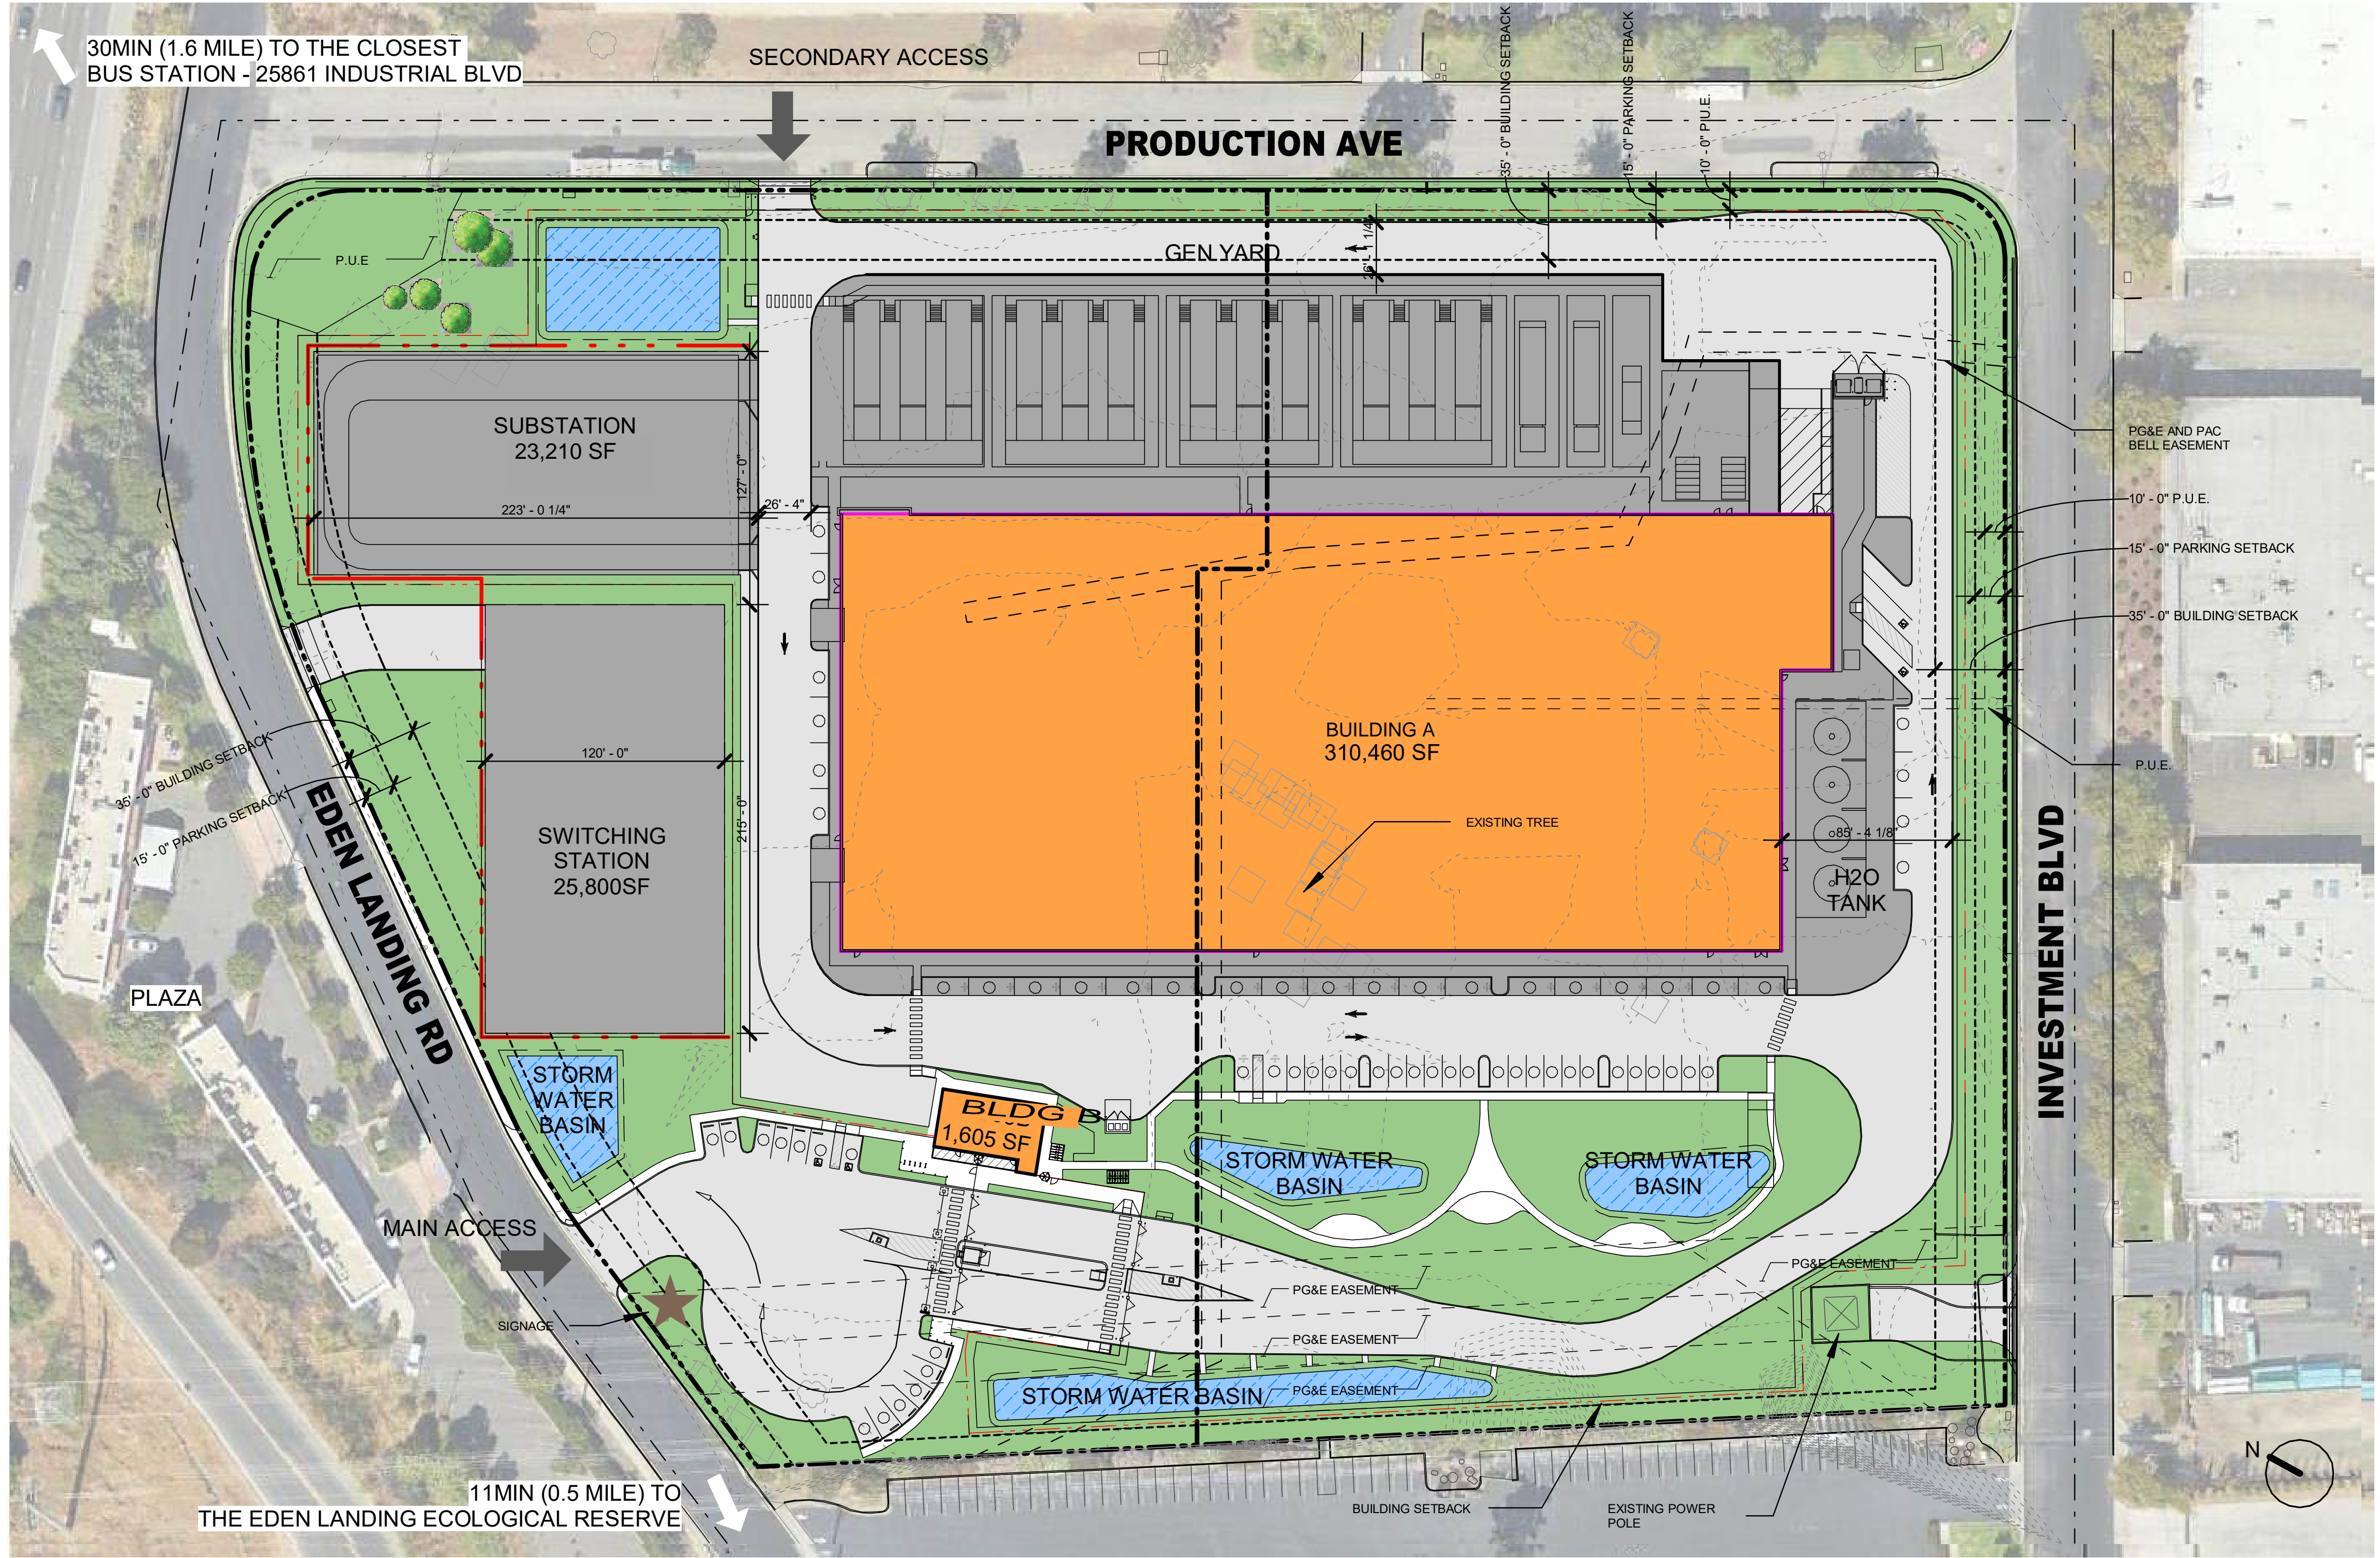 30MIN (1.6 MILE) TO THE CLOSEST
BUS STATION - 25861 INDUSTRIAL BLVD
SECONDARY ACCESS
PRODUCTION AVE
35' - 0" BUILDING SETBACK
15' - 0" PARKING SETBACK
10' - 0" P.U.E.
P.U.E
GEN YARD
26' - 1 1/4"
SUBSTATION
23,210 SF
223' - 0 1/4"
127' - 0"
26' - 4"
PG&E AND PAC
BELL EASEMENT
10' - 0" P.U.E.
15' - 0" PARKING SETBACK
35' - 0" BUILDING SETBACK
P.U.E.
35' - 0" BUILDING SETBACK
15' - 0" PARKING SETBACK
EDEN LANDING RD
120' - 0"
215' - 0"
SWITCHING
STATION
25,800SF
BUILDING A
310,460 SF
EXISTING TREE
85' - 4 1/8"
H2O
TANK
INVESTMENT BLVD
PLAZA
STORM
WATER
BASIN
BLDG B
1,605 SF
STORM WATER
BASIN
STORM WATER
BASIN
MAIN ACCESS
SIGNAGE
PG&E EASEMENT
PG&E EASEMENT
PG&E EASEMENT
STORM WATER BASIN
PG&E EASEMENT
11MIN (0.5 MILE) TO
THE EDEN LANDING ECOLOGICAL RESERVE
BUILDING SETBACK
EXISTING POWER
POLE
N